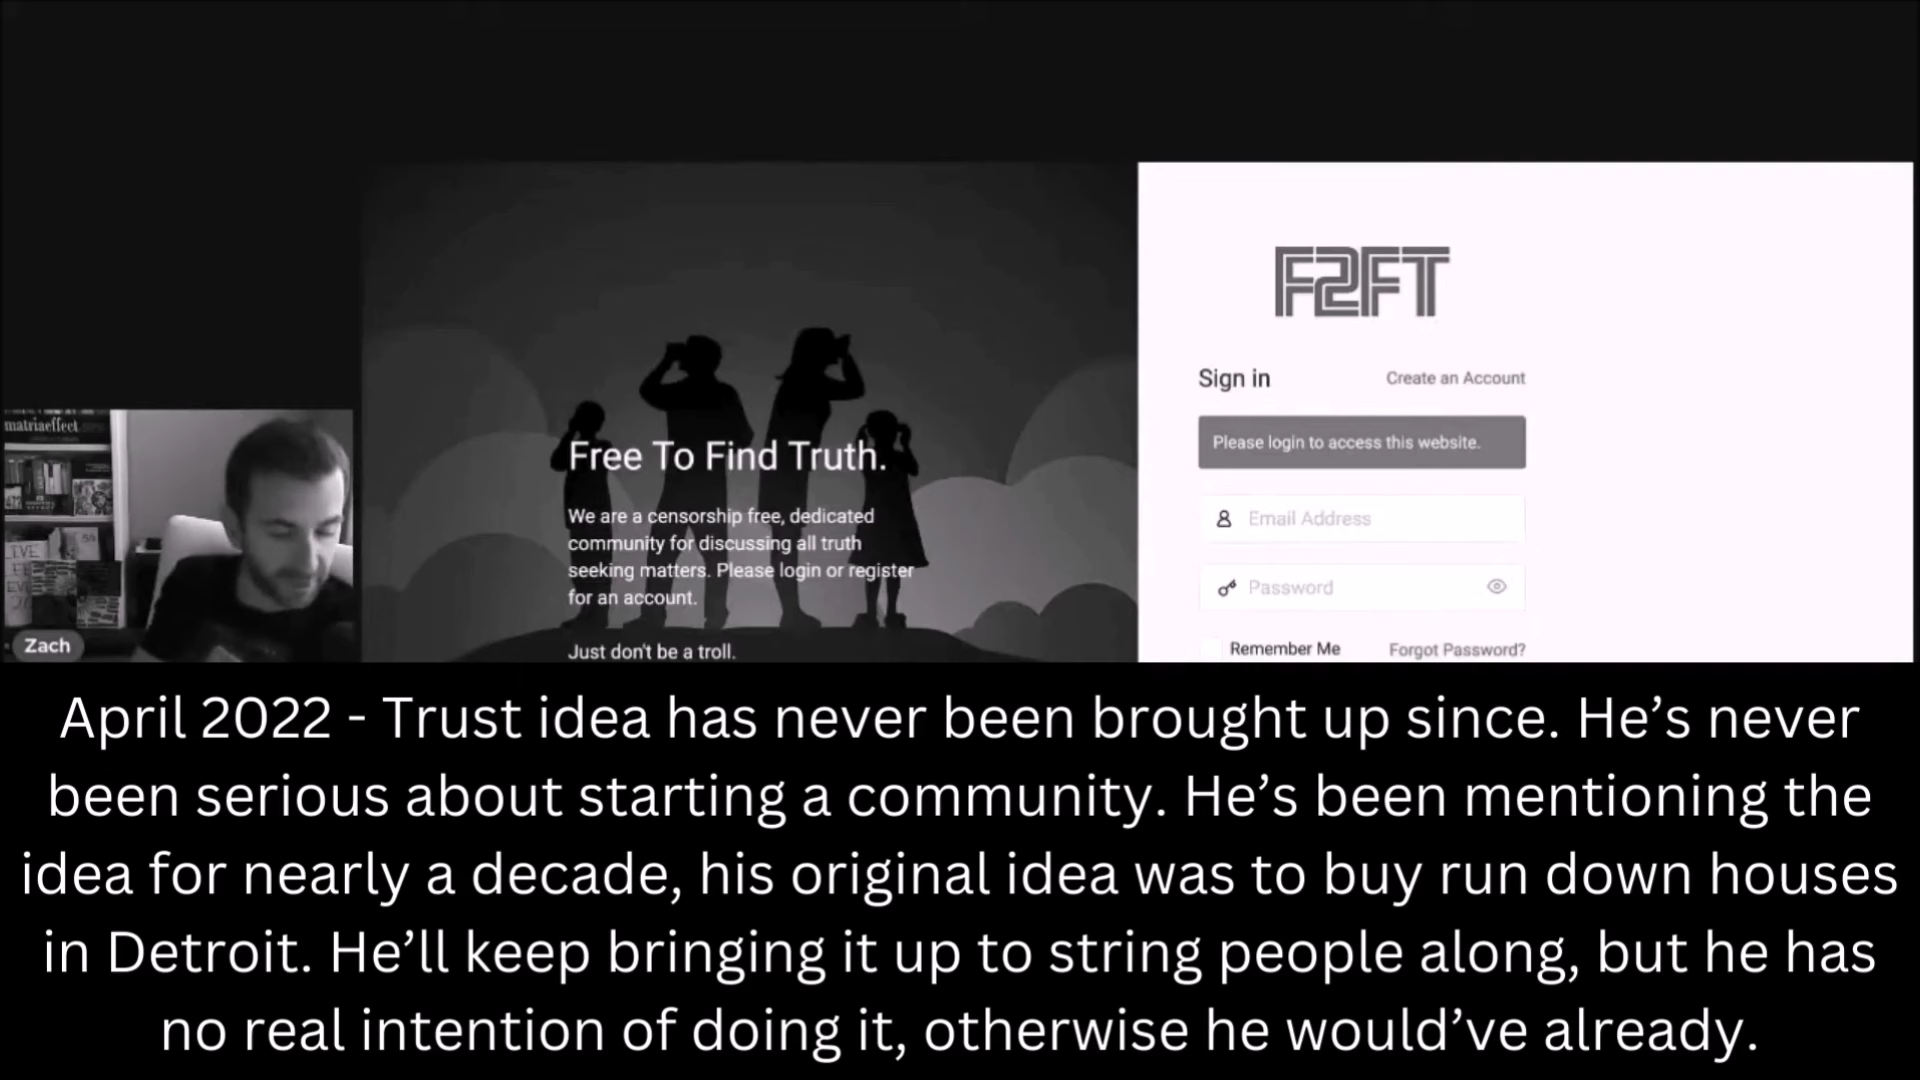 F2FT
Sign in
Create an Account
Please login to access this website.
Email Address
Password
Remember Me
Forgot Password?
Free To Find Truth.
We are a censorship free, dedicated
community for discussing all truth
seeking matters. Please login or register
for an account.
Just don't be a troll.
matriaeffect
Zach
April 2022 - Trust idea has never been brought up since. He’s never
been serious about starting a community. He’s been mentioning the
idea for nearly a decade, his original idea was to buy run down houses
in Detroit. He’ll keep bringing it up to string people along, but he has
no real intention of doing it, otherwise he would’ve already.